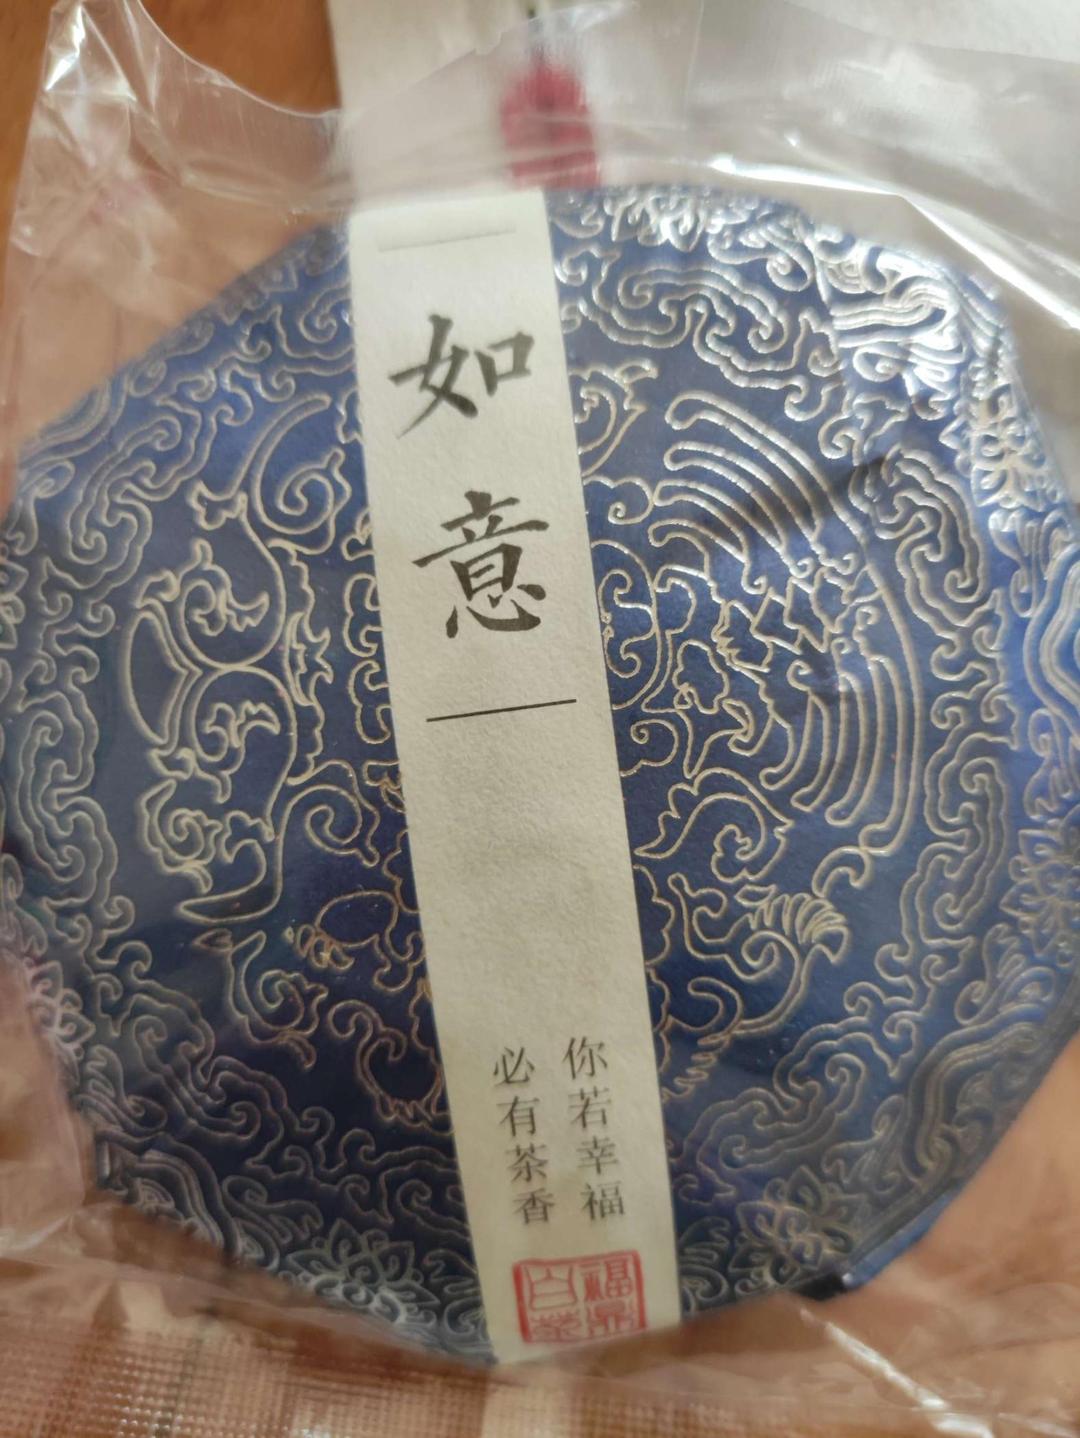 如意
你若幸福
必有茶香
福鼎
白茶